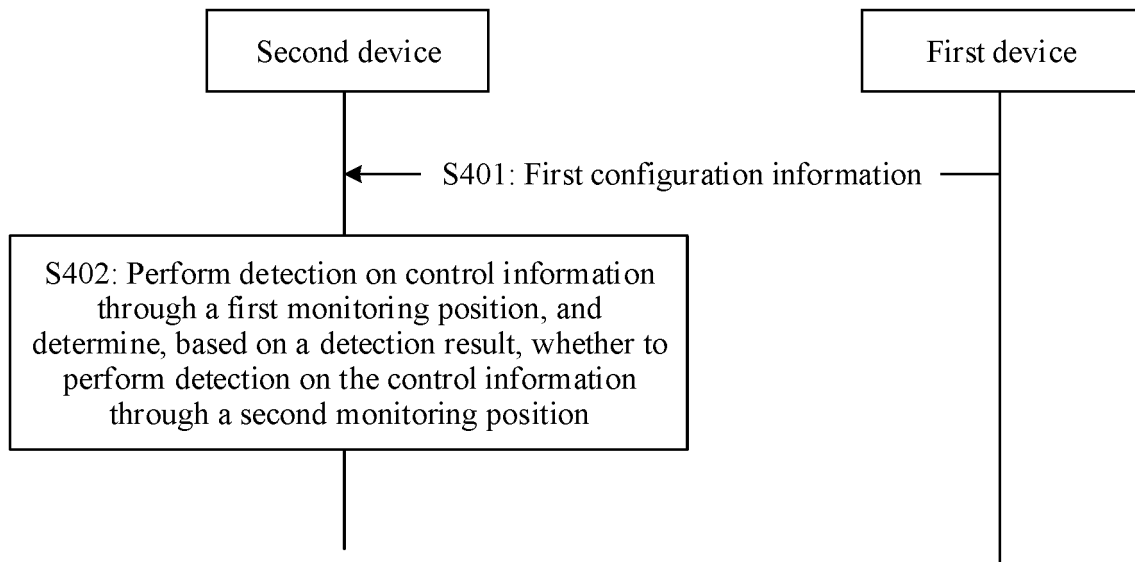 Second device
First device
S401: First configuration information
S402: Perform detection on control information
through a first monitoring position, and
determine, based on a detection result, whether to
perform detection on the control information
through a second monitoring position